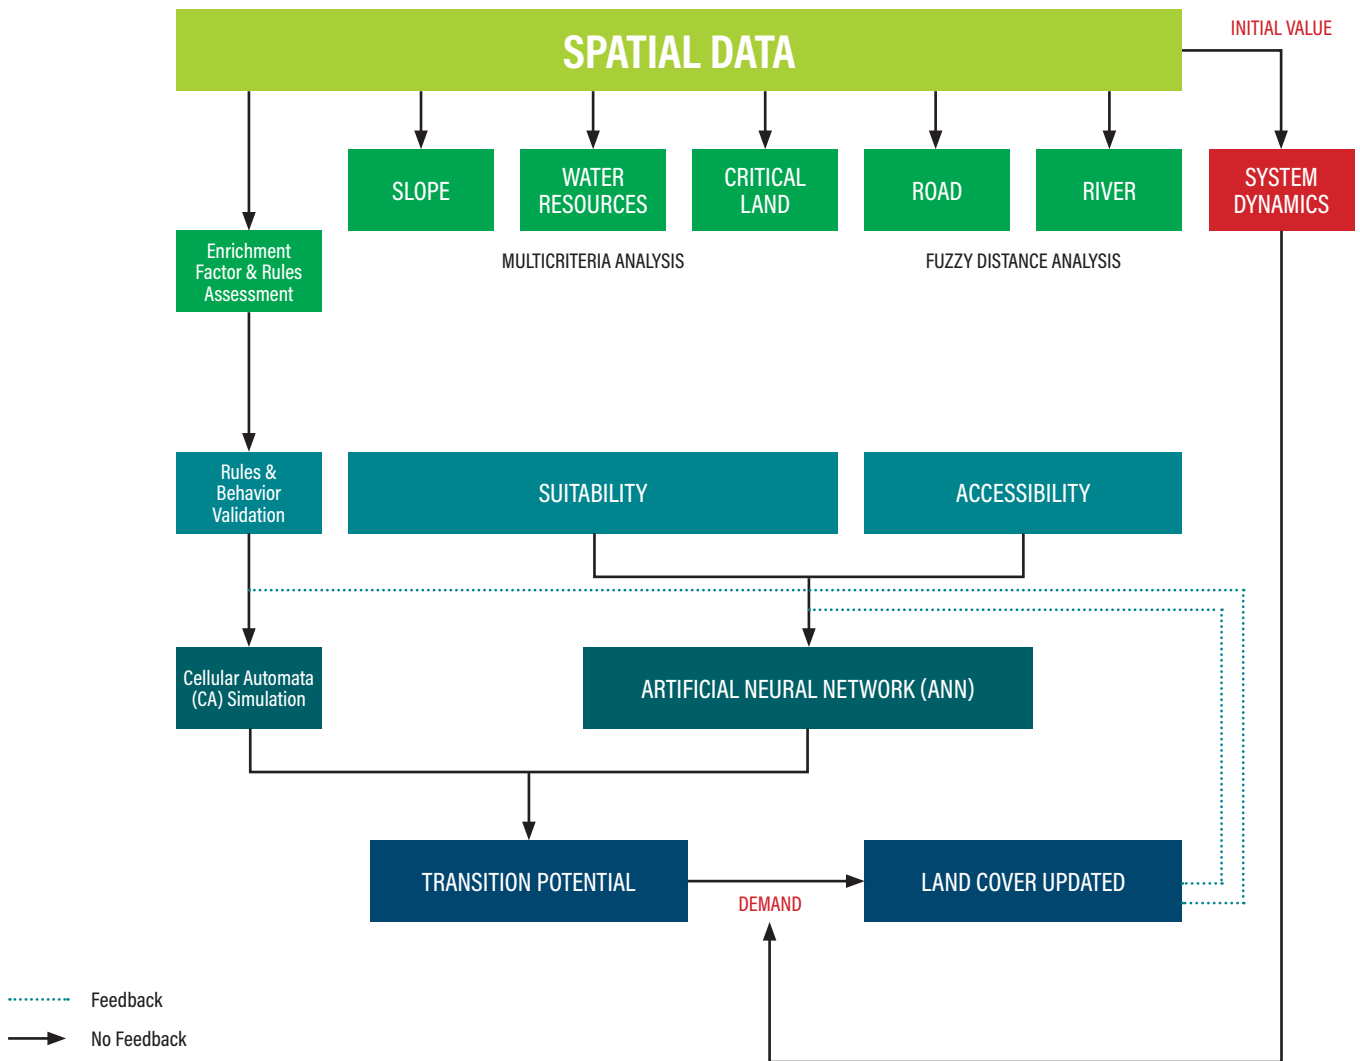 INITIAL VALUE
SPATIAL DATA
SLOPE
WATER
RESOURCES
CRITICAL
LAND
ROAD
RIVER
SYSTEM
DYNAMICS
Enrichment
Factor & Rules
Assessment
MULTICRITERIA ANALYSIS
FUZZY DISTANCE ANALYSIS
Rules &
Behavior
Validation
SUITABILITY
ACCESSIBILITY
Cellular Automata
(CA) Simulation
ARTIFICIAL NEURAL NETWORK (ANN)
TRANSITION POTENTIAL
DEMAND
LAND COVER UPDATED
Feedback
No Feedback